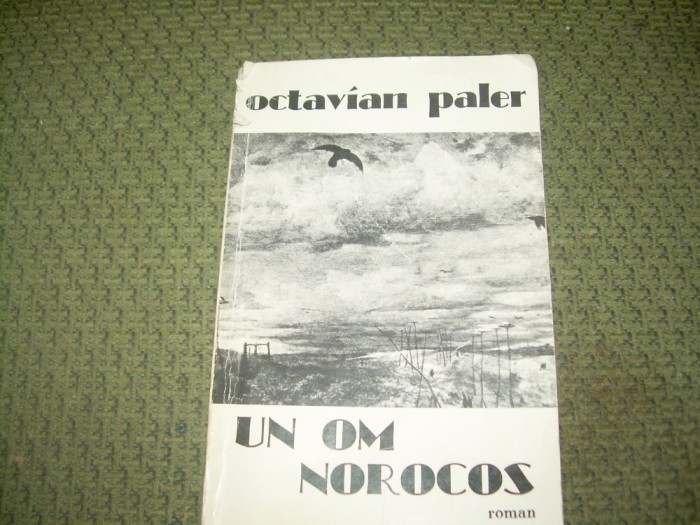 octavian paler
UN OM
NOROCOS
roman